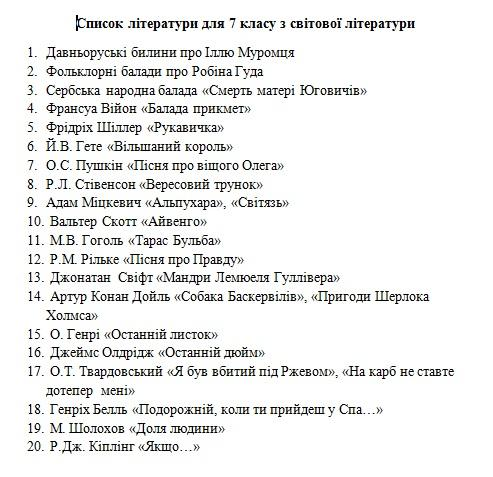 Список літератури для 7 класу з світової літератури
1. Давньоруські билини про Іллю Муромця
2. Фольклорні балади про Робіна Гуда
3. Сербська народна балада «Смерть матері Юговичів»
4. Франсуа Війон «Балада прикмет»
5. Фрідріх Шіллер «Рукавичка»
6. Й.В. Гете «Вільшаний король»
7. О.С. Пушкін «Пісня про віщого Олега»
8. Р.Л. Стівенсон «Вересовий трунок»
9. Адам Міцкевич «Альпухара», «Світязь»
10. Вальтер Скотт «Айвенго»
11. М.В. Гоголь «Тарас Бульба»
12. Р.М. Рільке «Пісня про Правду»
13. Джонатан Свіфт «Мандри Лемюеля Гуллівера»
14. Артур Конан Дойль «Собака Баскервілів», «Пригоди Шерлока
Холмса»
15. О. Генрі «Останній листок»
16. Джеймс Олдрідж «Останній дюйм»
17. О.Т. Твардовський «Я був вбитий під Ржевом», «На карб не ставте
дотепер мені»
18. Генріх Белль «Подорожній, коли ти прийдеш у Спа…»
19. М. Шолохов «Доля людини»
20. Р.Дж. Кіплінг «Якщо…»